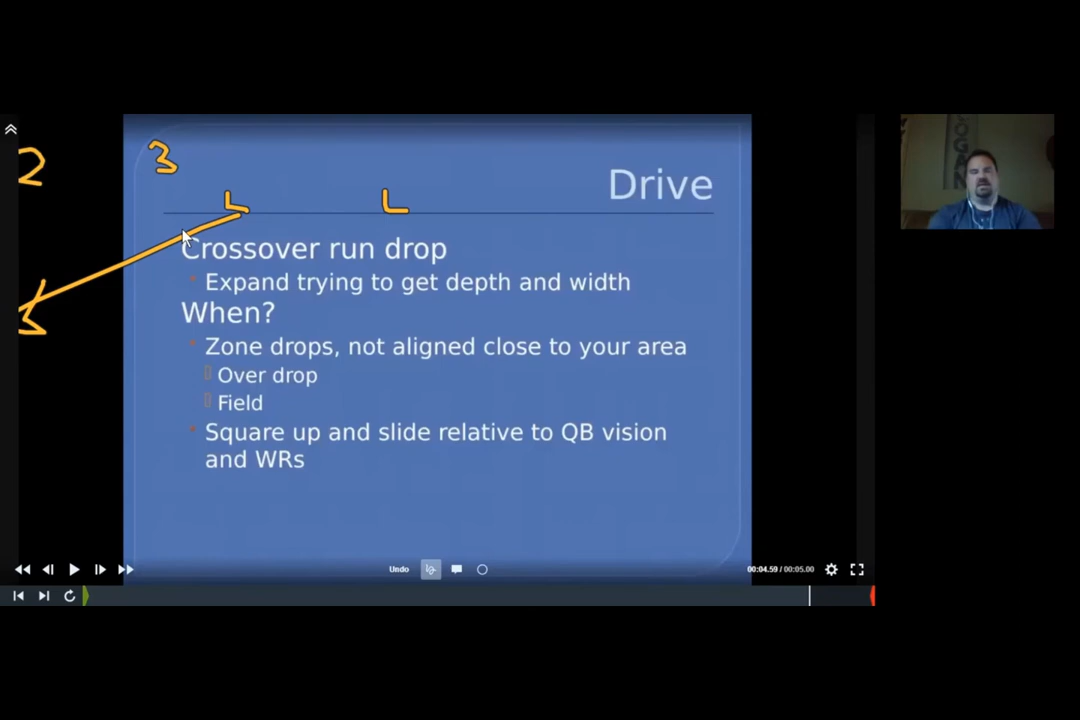 2
3
L
L
Drive
Crossover run drop
Expand trying to get depth and width
When?
Zone drops, not aligned close to your area
Over drop
Field
Square up and slide relative to QB vision
and WRs
Undo
00:04.59 / 00:05.00